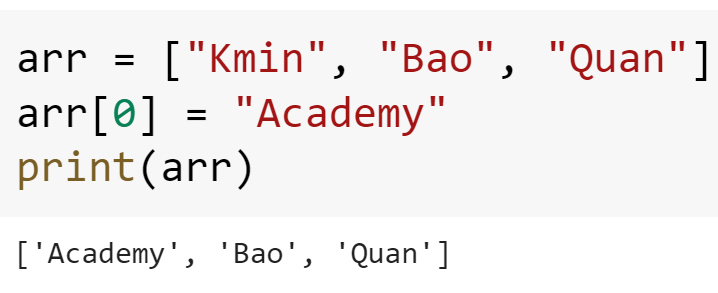 arr = ["Kmin", "Bao", "Quan"]
arr[0] = "Academy"
print(arr)
['Academy', 'Bao', 'Quan']